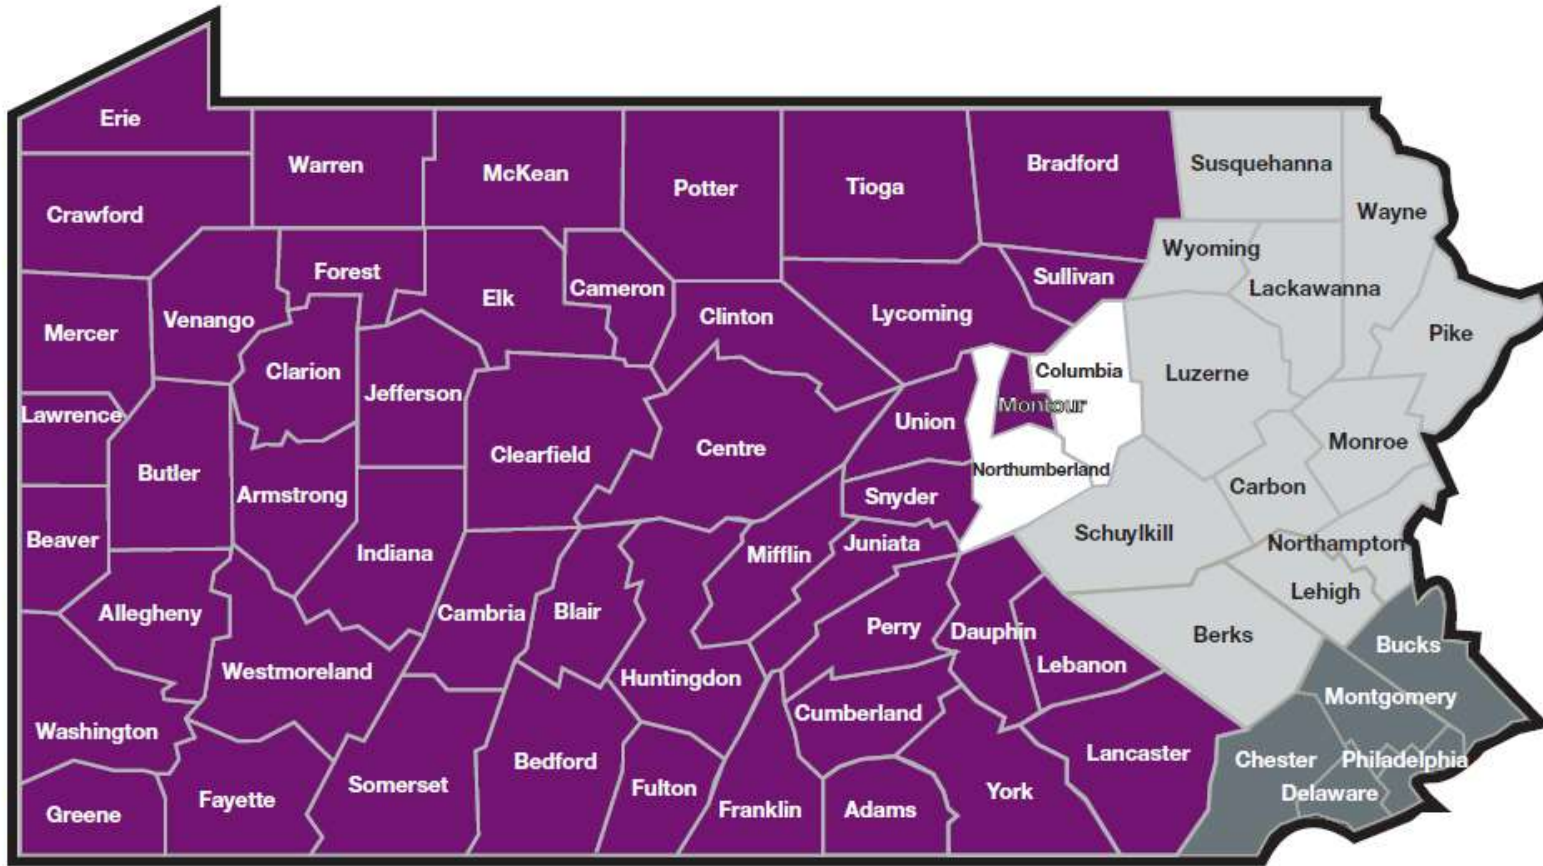 Erie
Warren
McKean
Potter
Tioga
Bradford
Susquehanna
Wayne
Crawford
Forest
Elk
Cameron
Clinton
Lycoming
Sullivan
Wyoming
Lackawanna
Pike
Mercer
Venango
Clarion
Jefferson
Clearfield
Centre
Union
Montour
Columbia
Luzerne
Monroe
Lawrence
Butler
Armstrong
Snyder
Northumberland
Carbon
Beaver
Indiana
Mifflin
Juniata
Schuylkill
Northampton
Lehigh
Allegheny
Cambria
Blair
Perry
Dauphin
Berks
Bucks
Westmoreland
Huntingdon
Lebanon
Washington
Cumberland
Montgomery
Bedford
Lancaster
Chester
Philadelphia
Greene
Fayette
Somerset
Fulton
Franklin
Adams
York
Delaware